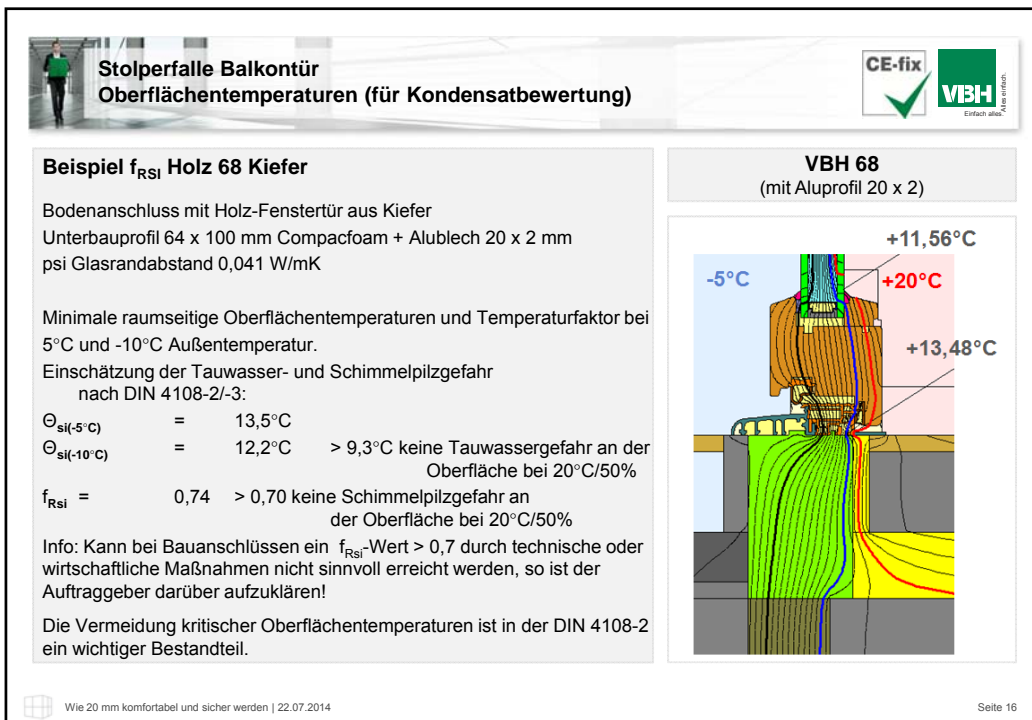 Stolperfalle Balkontür
Oberflächentemperaturen (für Kondensatbewertung)
CE-fix
VBH
Einfach alles.
Alles einfach.
Beispiel fRSI Holz 68 Kiefer
Bodenanschluss mit Holz-Fenstertür aus Kiefer
Unterbauprofil 64 x 100 mm Compacfoam + Alublech 20 x 2 mm
psi Glasrandabstand 0,041 W/mK
Minimale raumseitige Oberflächentemperaturen und Temperaturfaktor bei
5°C und -10°C Außentemperatur.
Einschätzung der Tauwasser- und Schimmelpilzgefahr
nach DIN 4108-2/-3:
Θsi(-5°C) = 13,5°C
Θsi(-10°C) = 12,2°C > 9,3°C keine Tauwassergefahr an der
Oberfläche bei 20°C/50%
fRsi = 0,74 > 0,70 keine Schimmelpilzgefahr an
der Oberfläche bei 20°C/50%
Info: Kann bei Bauanschlüssen ein fRsi-Wert > 0,7 durch technische oder
wirtschaftliche Maßnahmen nicht sinnvoll erreicht werden, so ist der
Auftraggeber darüber aufzuklären!
Die Vermeidung kritischer Oberflächentemperaturen ist in der DIN 4108-2
ein wichtiger Bestandteil.
VBH 68
(mit Aluprofil 20 x 2)
+11,56°C
-5°C
+20°C
+13,48°C
Wie 20 mm komfortabel und sicher werden | 22.07.2014
Seite 16